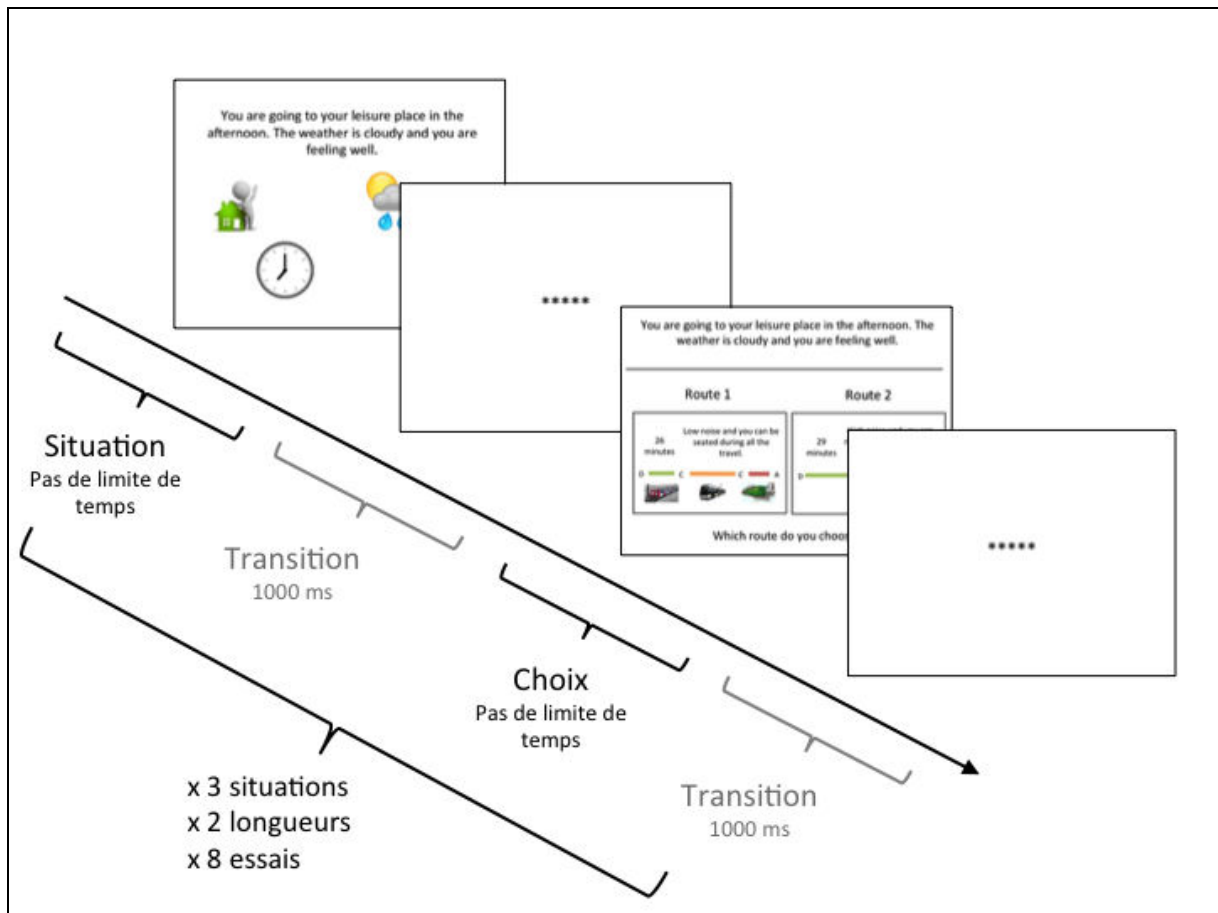 You are going to your leisure place in the
afternoon. The weather is cloudy and you are
feeling well.
*****
You are going to your leisure place in the afternoon. The
weather is cloudy and you are feeling well.
Route 1
Route 2
26
minutes
Low noise and you can be
seated during all the
travel.
D C C A
29
minutes
D
Which route do you choo
*****
Situation
Pas de limite de
temps
Transition
1000 ms
Choix
Pas de limite de
temps
Transition
1000 ms
x 3 situations
x 2 longueurs
x 8 essais